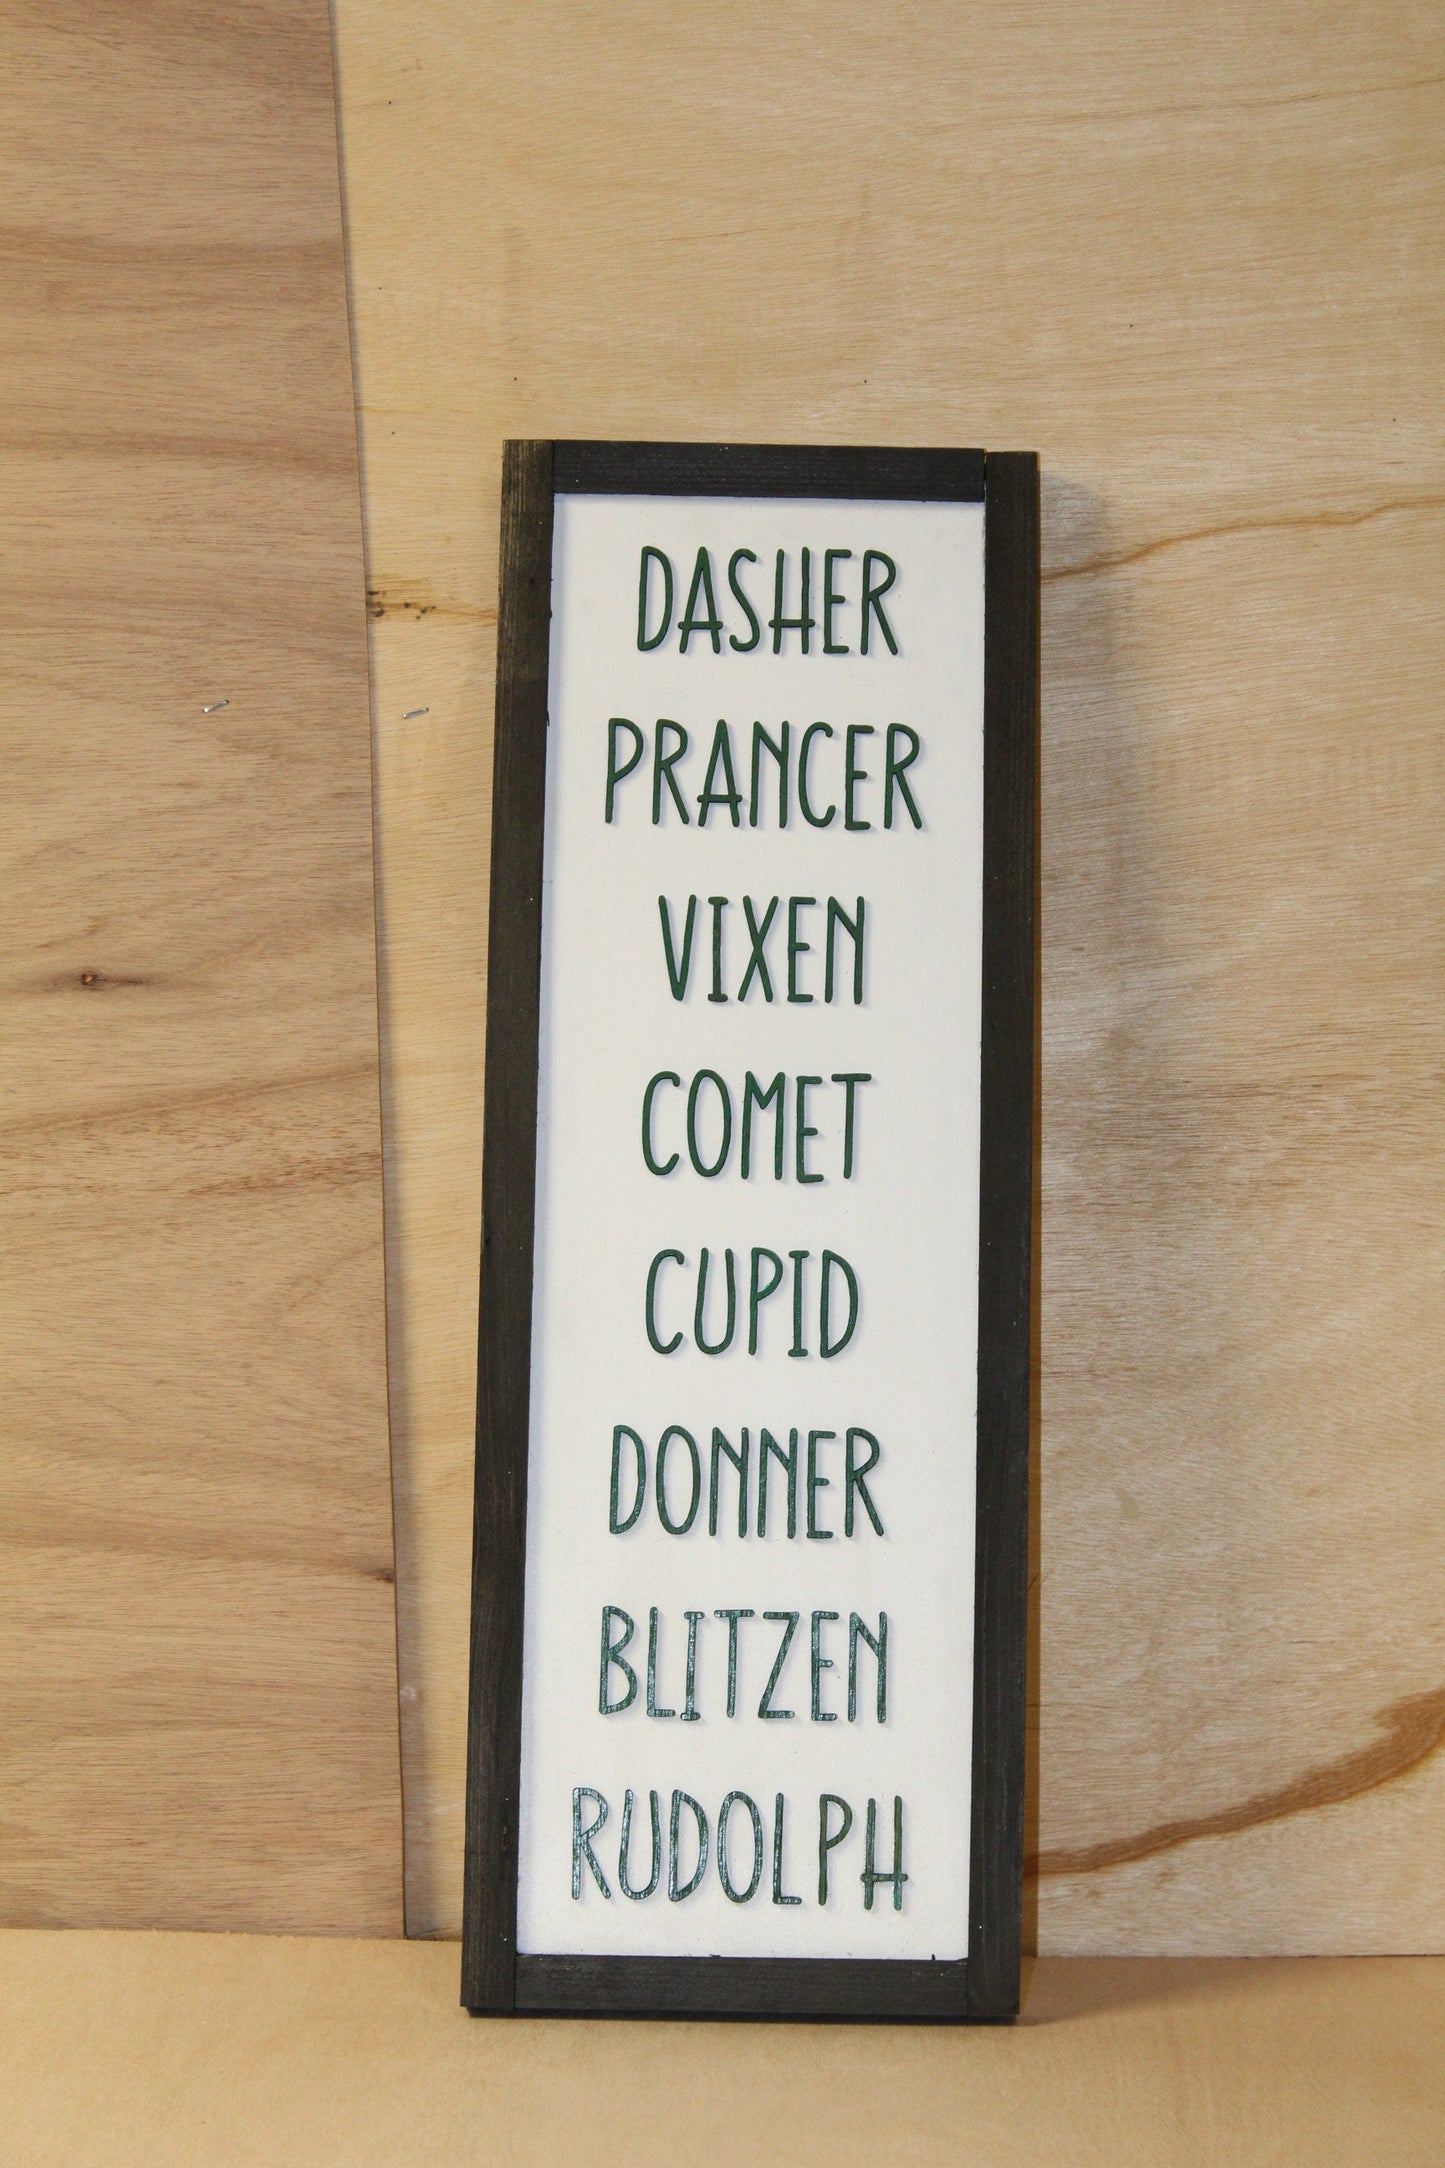 DASHER
PRANCER
VIXEN
COMET
CUPID
DONNER
BLITZEN
RUDOLPH